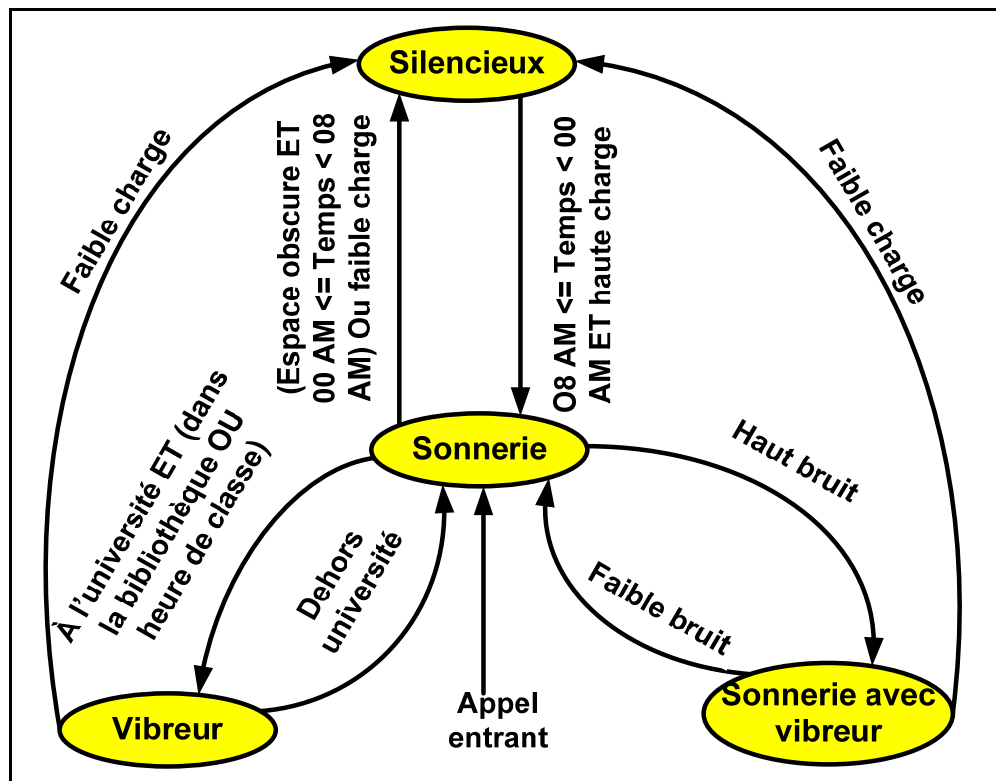 Silencieux
Faible charge
(Espace obscure ET
00 AM <= Temps < 08
AM) Ou faible charge
O8 AM <= Temps < 00
AM ET haute charge
Faible charge
Sonnerie
À l'université ET (dans
la bibliothèque OU
heure de classe)
Dehors
université
Haut bruit
Faible bruit
Vibreur
Appel
entrant
Sonnerie avec
vibreur